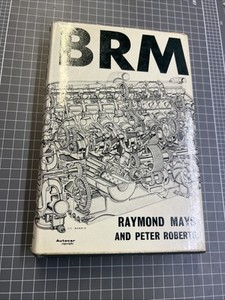 BRM
RAYMOND MAYS
AND PETER ROBERTS
Autocar